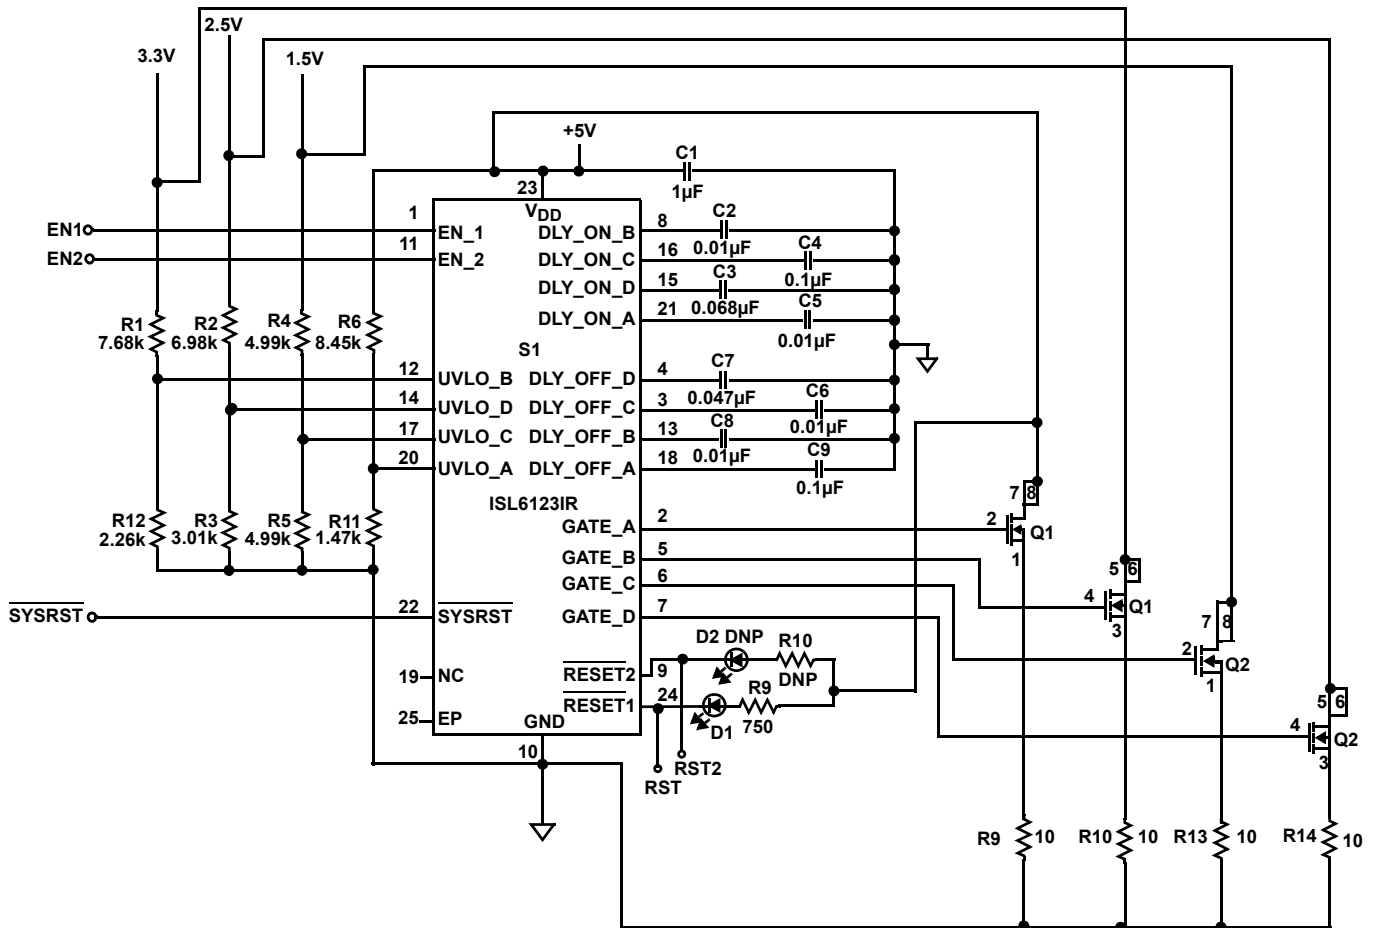 2.5V
3.3V
1.5V
+5V
C1
1µF
23
VDD
1
EN1
EN_1
11
EN2
EN_2
DLY_ON_B
8
C2
0.01µF
DLY_ON_C
16
C4
0.1µF
DLY_ON_D
15
C3
0.068µF
DLY_ON_A
21
C5
0.01µF
R1
7.68k
R2
6.98k
R4
4.99k
R6
8.45k
S1
12
UVLO_B
DLY_OFF_D
4
C7
0.047µF
14
UVLO_D
DLY_OFF_C
3
C6
0.01µF
17
UVLO_C
DLY_OFF_B
13
C8
0.01µF
20
UVLO_A
DLY_OFF_A
18
C9
0.1µF
ISL6123IR
R12
2.26k
R3
3.01k
R5
4.99k
R11
1.47k
GATE_A
2
GATE_B
5
GATE_C
6
GATE_D
7
7
8
2
Q1
1
5
6
4
Q1
3
7
8
2
Q2
1
5
6
4
Q2
3
SYSRST
22
SYSRST
19
NC
25
EP
GND
10
RESET2
9
D2 DNP
R10
DNP
RESET1
24
R9
750
D1
RST2
RST
R9
10
R10
10
R13
10
R14
10